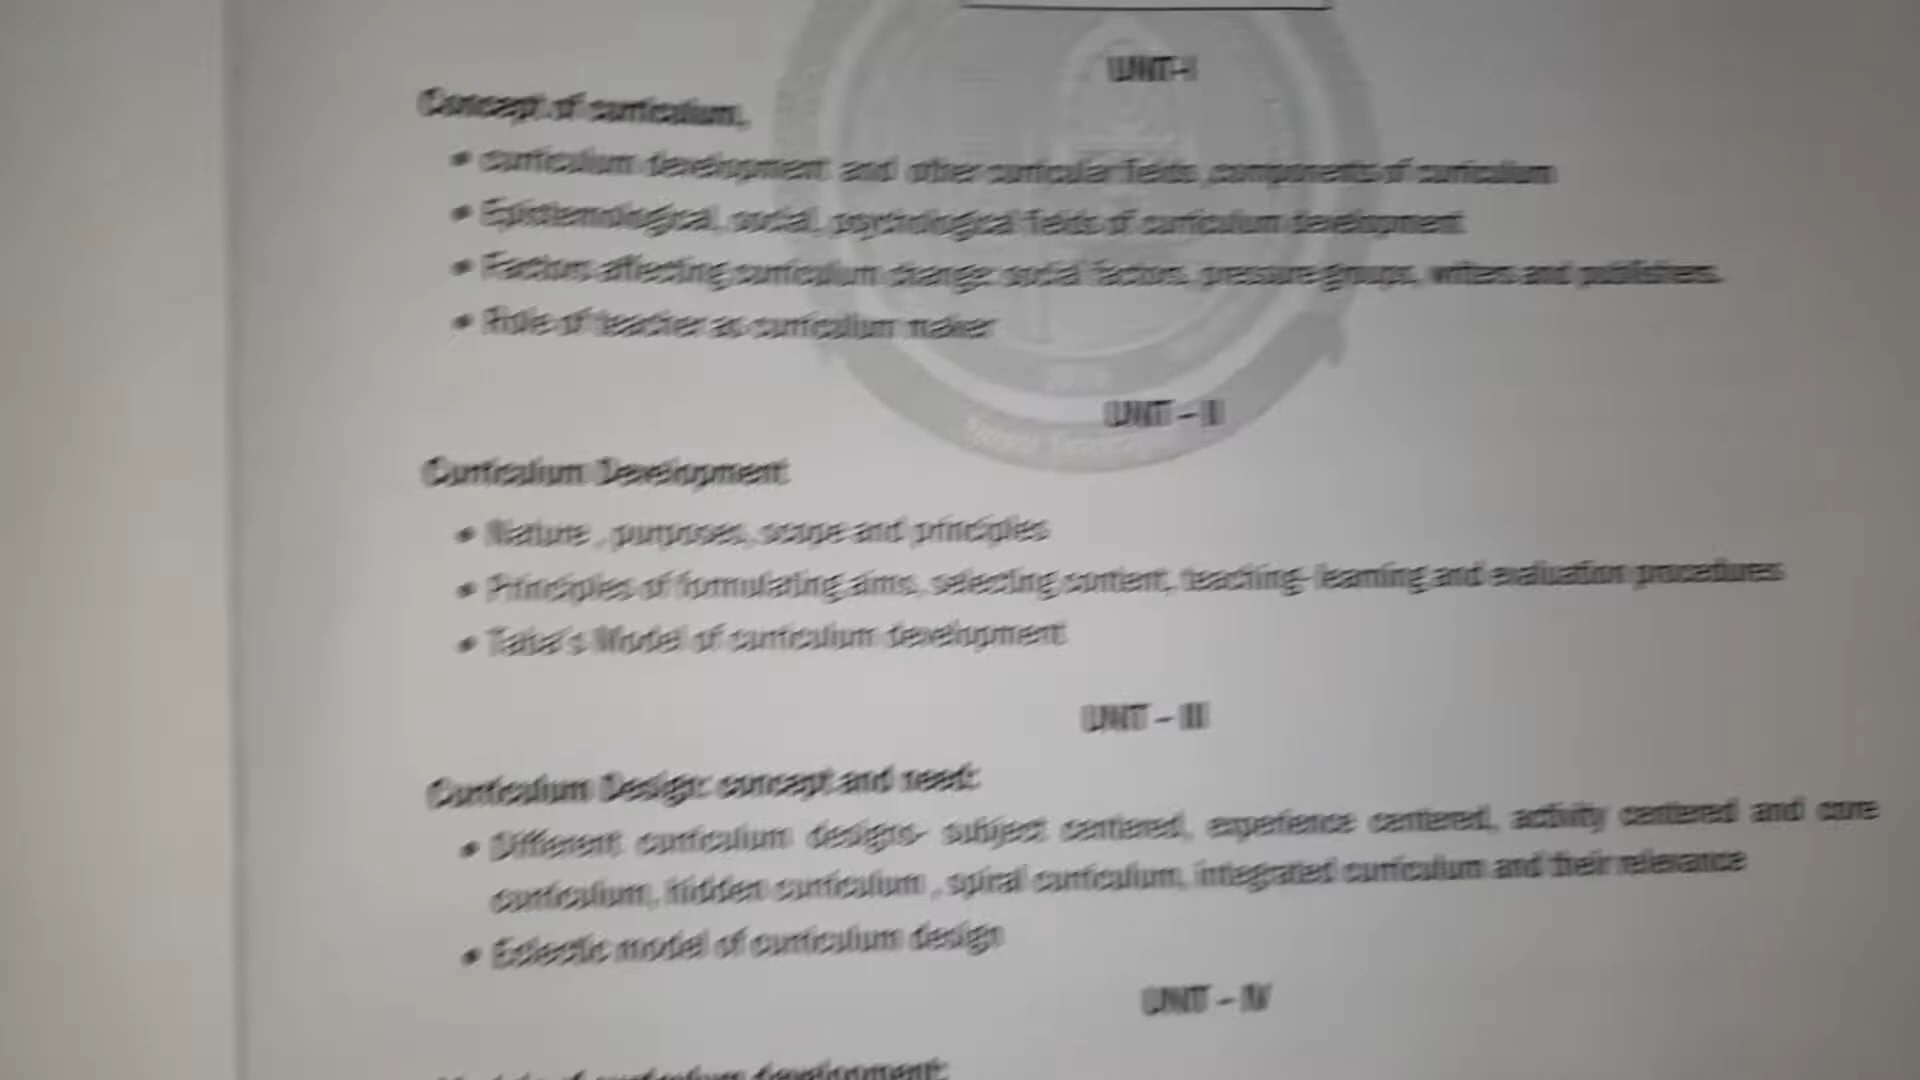 UNIT-I
Concept of curriculum.
• curriculum development and other curricular fields ,components of curriculum
• Epistemological, social, psychological fields of curriculum development
• Factors affecting curriculum change: social factors, pressure groups, writers and publishers.
• Role of teacher as curriculum maker
UNIT – II
Curriculum Development
• Nature , purposes, scope and principles
• Principles of formulating aims, selecting content, teaching- learning and evaluation procedures
• Taba's Model of curriculum development
UNIT – III
Curriculum Design: concept and need:
• Different curriculum designs- subject centered, experience centered, activity centered and core
curriculum, hidden curriculum , spiral curriculum, integrated curriculum and their relevance
• Eclectic model of curriculum design
UNIT – IV
of curriculum development: